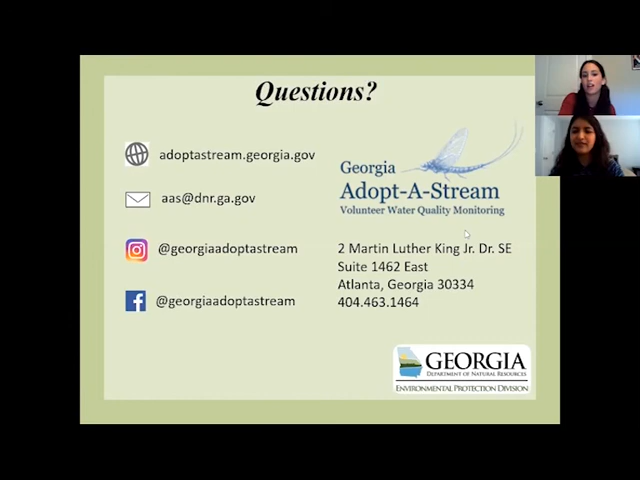 Questions?
adoptastream.georgia.gov
aas@dnr.ga.gov
@georgiaadoptastream
@georgiaadoptastream
Georgia
Adopt-A-Stream
Volunteer Water Quality Monitoring
2 Martin Luther King Jr. Dr. SE
Suite 1462 East
Atlanta, Georgia 30334
404.463.1464
GEORGIA
DEPARTMENT OF NATURAL RESOURCES
ENVIRONMENTAL PROTECTION DIVISION